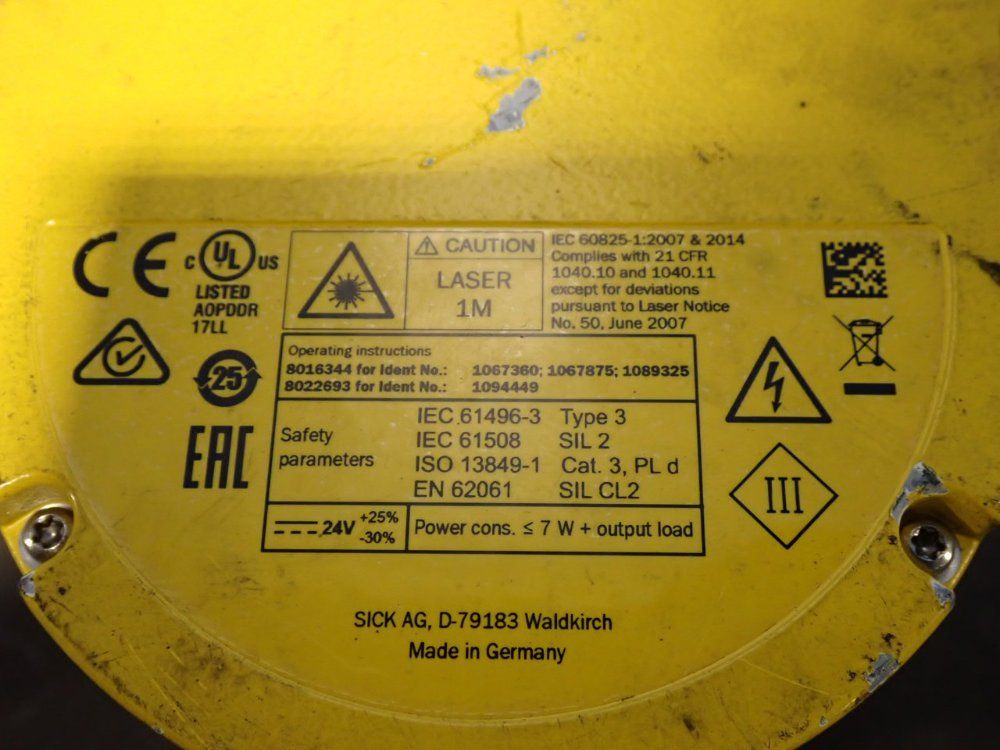 CE
C UL US
LISTED
AOPDDR
17LL
CAUTION
LASER
1M
IEC 60825-1:2007 & 2014
Complies with 21 CFR
1040.10 and 1040.11
except for deviations
pursuant to Laser Notice
No. 50, June 2007
25
EAC
Operating instructions
8016344 for Ident No.: 1067360; 1067875; 1089325
8022693 for Ident No.: 1094449
Safety
parameters
IEC 61496-3 Type 3
IEC 61508 SIL 2
ISO 13849-1 Cat. 3, PL d
EN 62061 SIL CL2
24V +25%
-30%
Power cons. ≤ 7 W + output load
III
SICK AG, D-79183 Waldkirch
Made in Germany